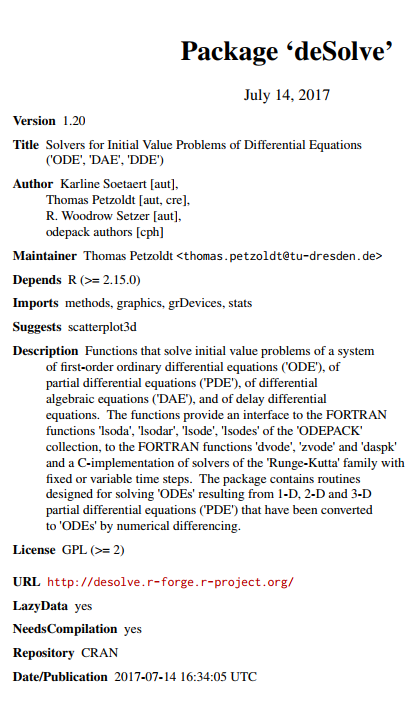 Package ‘deSolve’
July 14, 2017
Version 1.20
Title Solvers for Initial Value Problems of Differential Equations
('ODE', 'DAE', 'DDE')
Author Karline Soetaert [aut],
Thomas Petzoldt [aut, cre],
R. Woodrow Setzer [aut],
odepack authors [cph]
Maintainer Thomas Petzoldt <thomas.petzoldt@tu-dresden.de>
Depends R (>= 2.15.0)
Imports methods, graphics, grDevices, stats
Suggests scatterplot3d
Description Functions that solve initial value problems of a system
of first-order ordinary differential equations ('ODE'), of
partial differential equations ('PDE'), of differential
algebraic equations ('DAE'), and of delay differential
equations. The functions provide an interface to the FORTRAN
functions 'lsoda', 'lsodar', 'lsode', 'lsodes' of the 'ODEPACK'
collection, to the FORTRAN functions 'dvode', 'zvode' and 'daspk'
and a C-implementation of solvers of the 'Runge-Kutta' family with
fixed or variable time steps. The package contains routines
designed for solving 'ODEs' resulting from 1-D, 2-D and 3-D
partial differential equations ('PDE') that have been converted
to 'ODEs' by numerical differencing.
License GPL (>= 2)
URL http://desolve.r-forge.r-project.org/
LazyData yes
NeedsCompilation yes
Repository CRAN
Date/Publication 2017-07-14 16:34:05 UTC